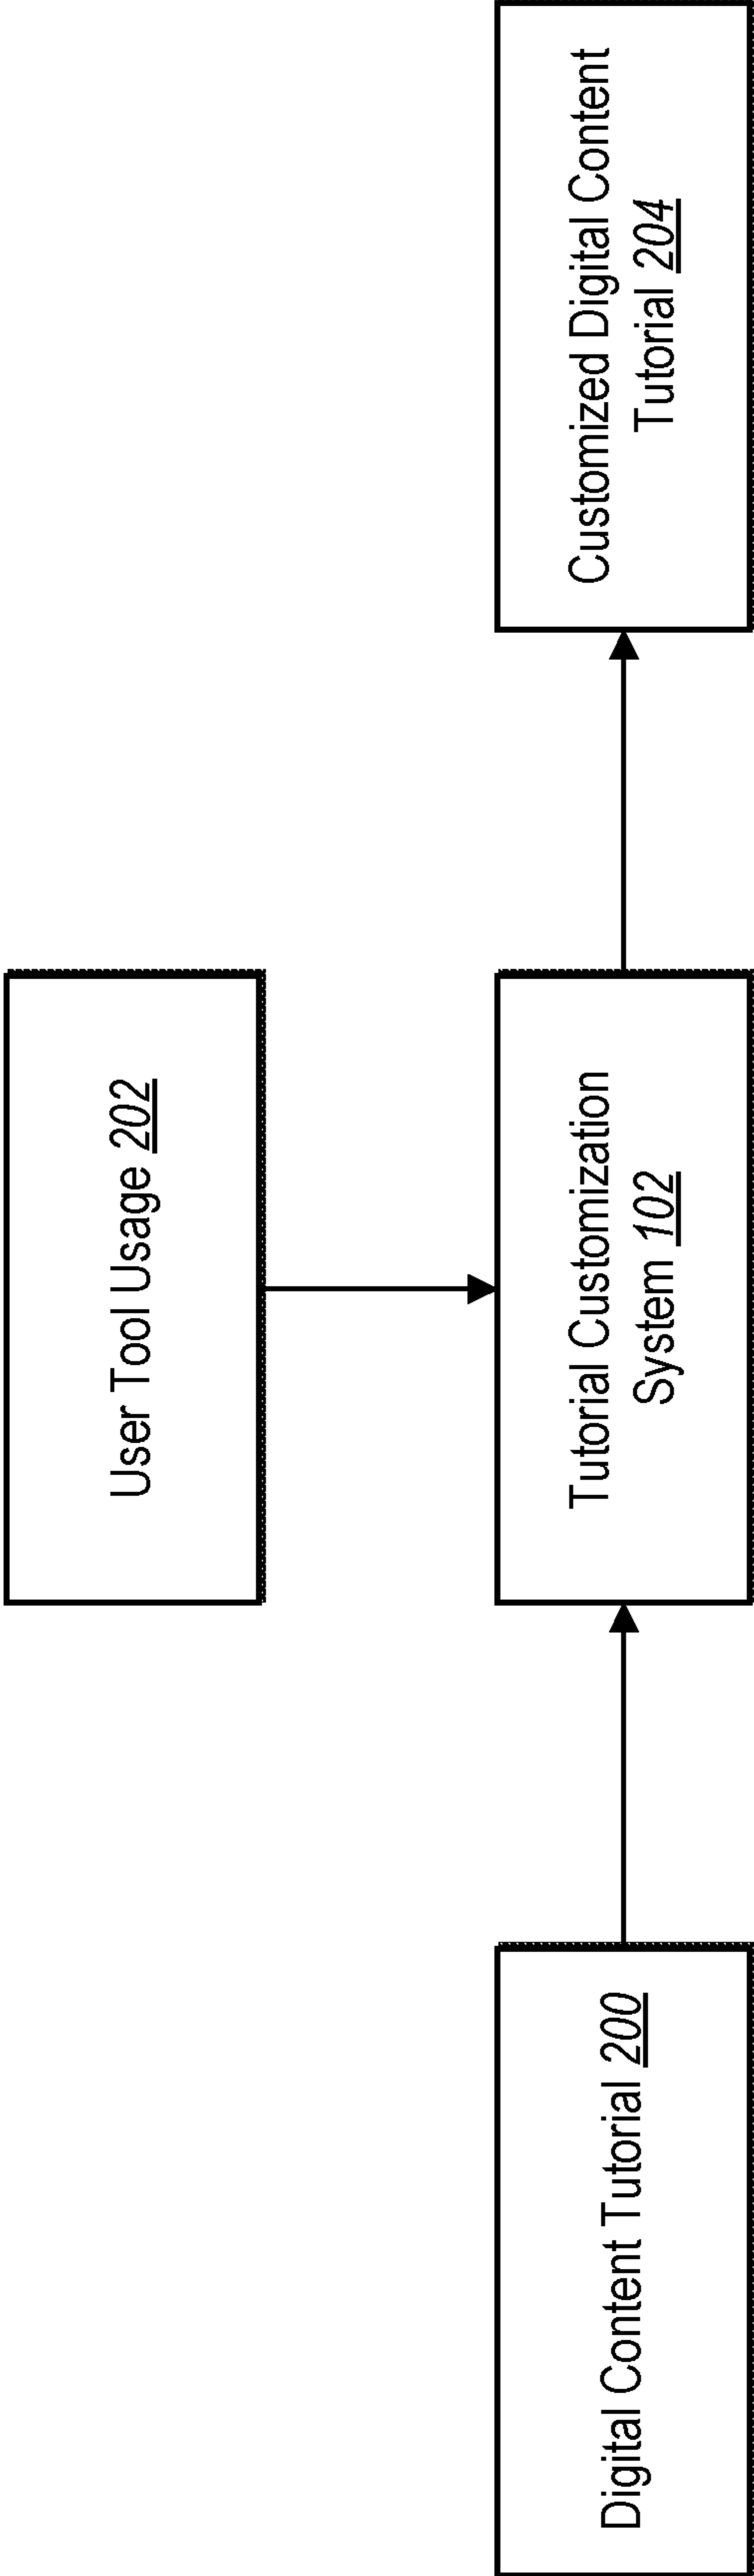 User Tool Usage 202
Digital Content Tutorial 200
Tutorial Customization
System 102
Customized Digital Content
Tutorial 204